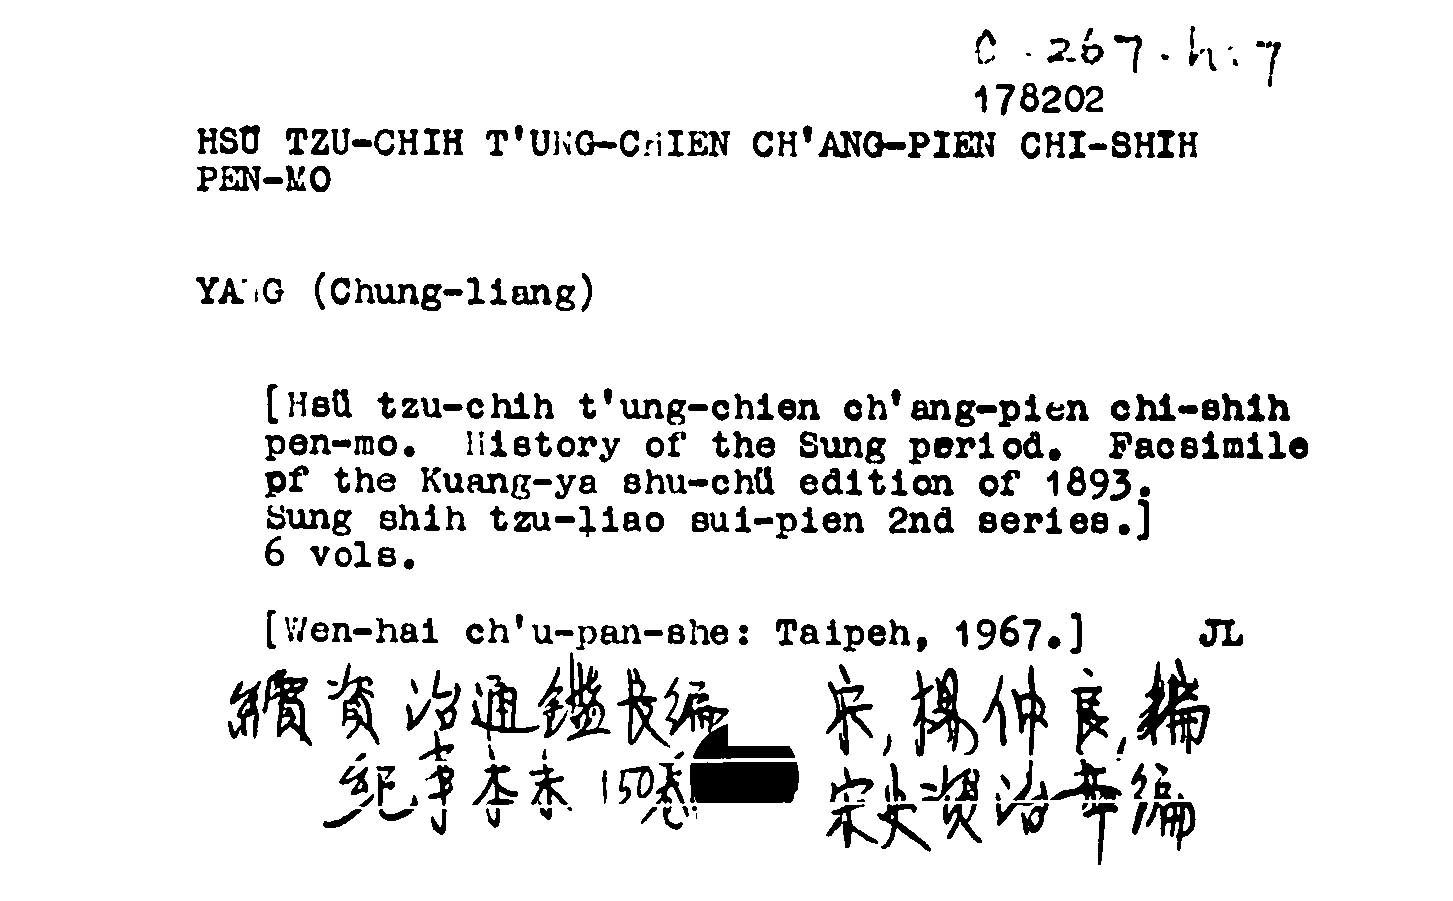 C.267.h.7
178202
HSÜ TZU-CHIH T'UNG-CHIEN CH'ANG-PIEN CHI-SHIH
PEN-MO
YANG (Chung-liang)
[Hsü tzu-chih t'ung-chien ch'ang-pien chi-shih
pen-mo. History of the Sung period. Facsimile
pf the Kuang-ya shu-chü edition of 1893.
Sung shih tzu-liao sui-pien 2nd series.]
6 vols.
[Wen-hai ch'u-pan-she: Taipeh, 1967.] JL
續資治通鑑長編 宋,楊仲良,編
紀事本末 150卷 宋史資治萃編